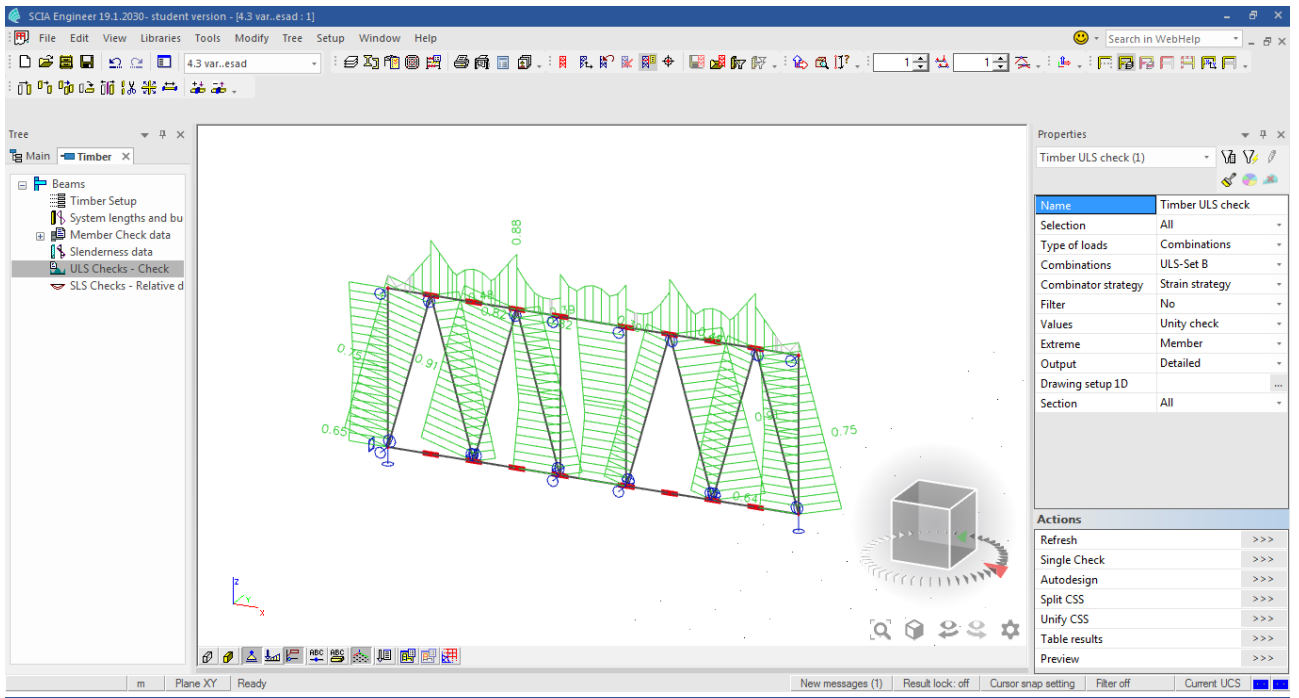 SCIA Engineer 19.1.2030- student version - [4.3 var..esad : 1]
File Edit View Libraries Tools Modify Tree Setup Window Help
Search in WebHelp
4.3 var..esad
1
1
Tree
Main
Timber
Beams
Timber Setup
System lengths and bu
Member Check data
Slenderness data
ULS Checks - Check
SLS Checks - Relative d
0.88
0.48
0.82
0.75
0.91
0.65
0.75
0.64
z
Y
x
ABC
ABC
Properties
Timber ULS check (1)
Name Timber ULS check
Selection All
Type of loads Combinations
Combinations ULS-Set B
Combinator strategy Strain strategy
Filter No
Values Unity check
Extreme Member
Output Detailed
Drawing setup 1D ...
Section All
Actions
Refresh >>>
Single Check >>>
Autodesign >>>
Split CSS >>>
Unify CSS >>>
Table results >>>
Preview >>>
m Plane XY Ready New messages (1) Result lock: off Cursor snap setting Filter off Current UCS